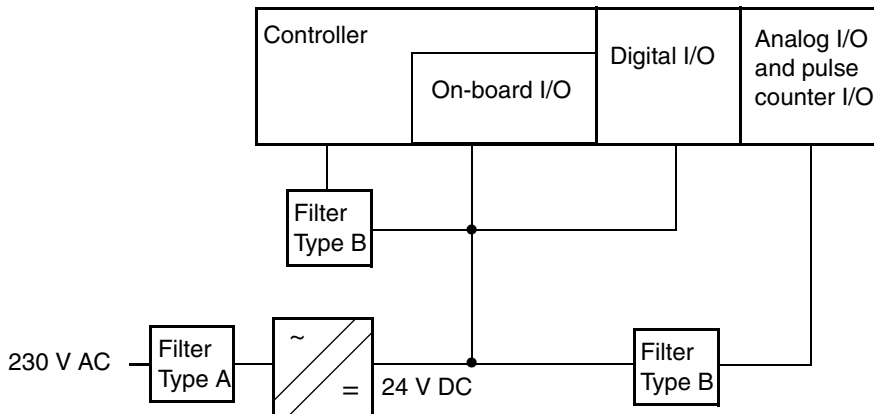 Controller
On-board I/O
Digital I/O
Analog I/O
and pulse
counter I/O
Filter
Type B
230 V AC
Filter
Type A
~
=
24 V DC
Filter
Type B